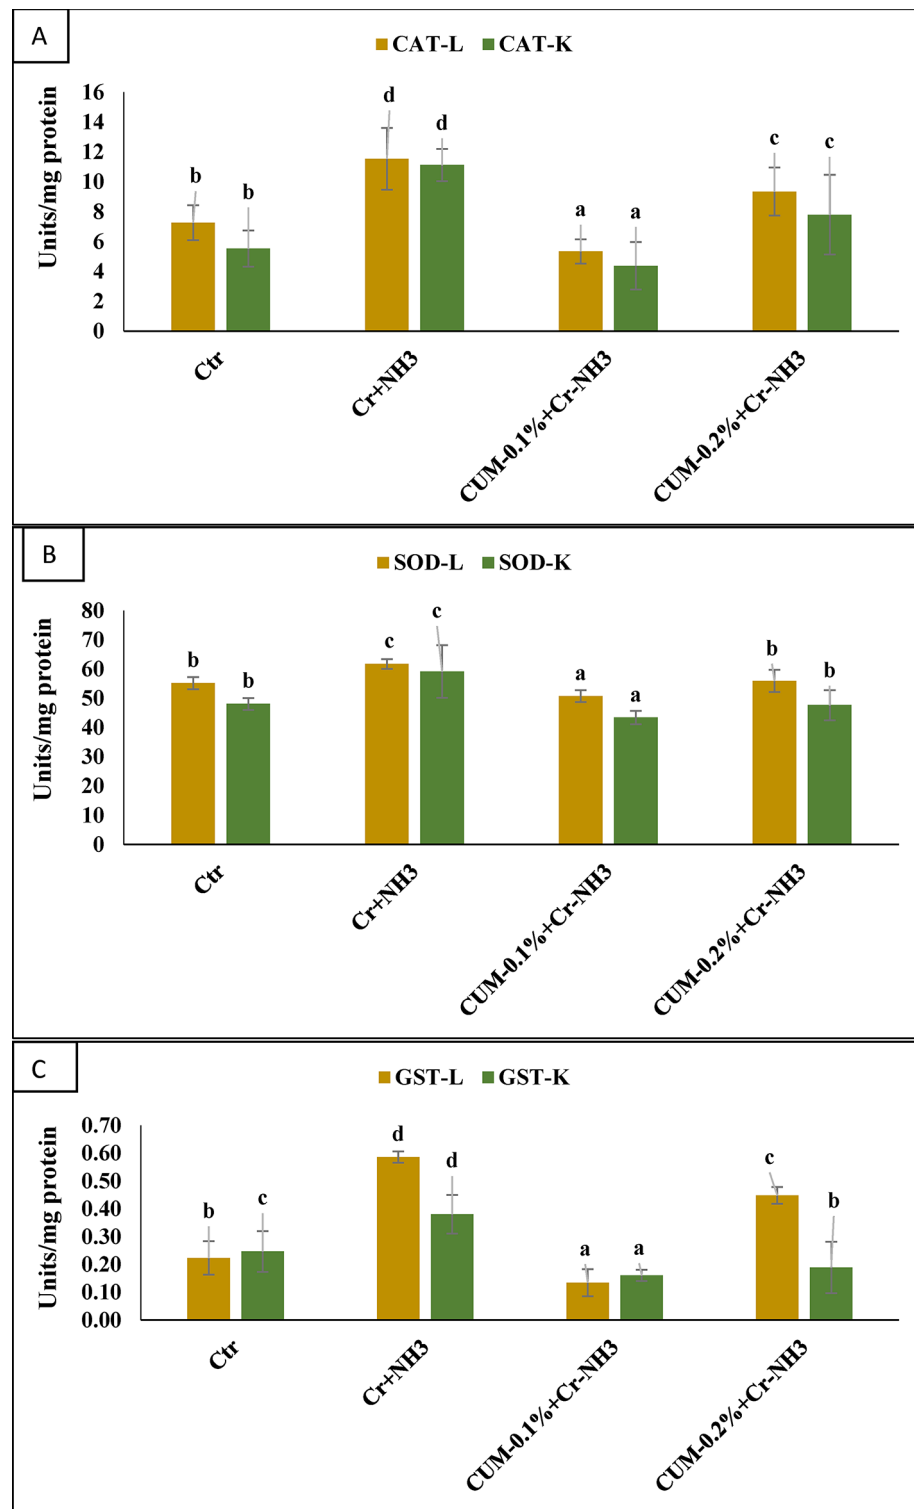 A
CAT-L CAT-K
Units/mg protein
16
14
12
10
8
6
4
2
0
b b d d a a c c
Ctr
Cr+NH3
CUM-0.1%+Cr-NH3
CUM-0.2%+Cr-NH3
B
SOD-L SOD-K
Units/mg protein
80
70
60
50
40
30
20
10
0
b b c c a a b b
Ctr
Cr+NH3
CUM-0.1%+Cr-NH3
CUM-0.2%+Cr-NH3
C
GST-L GST-K
Units/mg protein
0.70
0.60
0.50
0.40
0.30
0.20
0.10
0.00
b c d d a a c b
Ctr
Cr+NH3
CUM-0.1%+Cr-NH3
CUM-0.2%+Cr-NH3